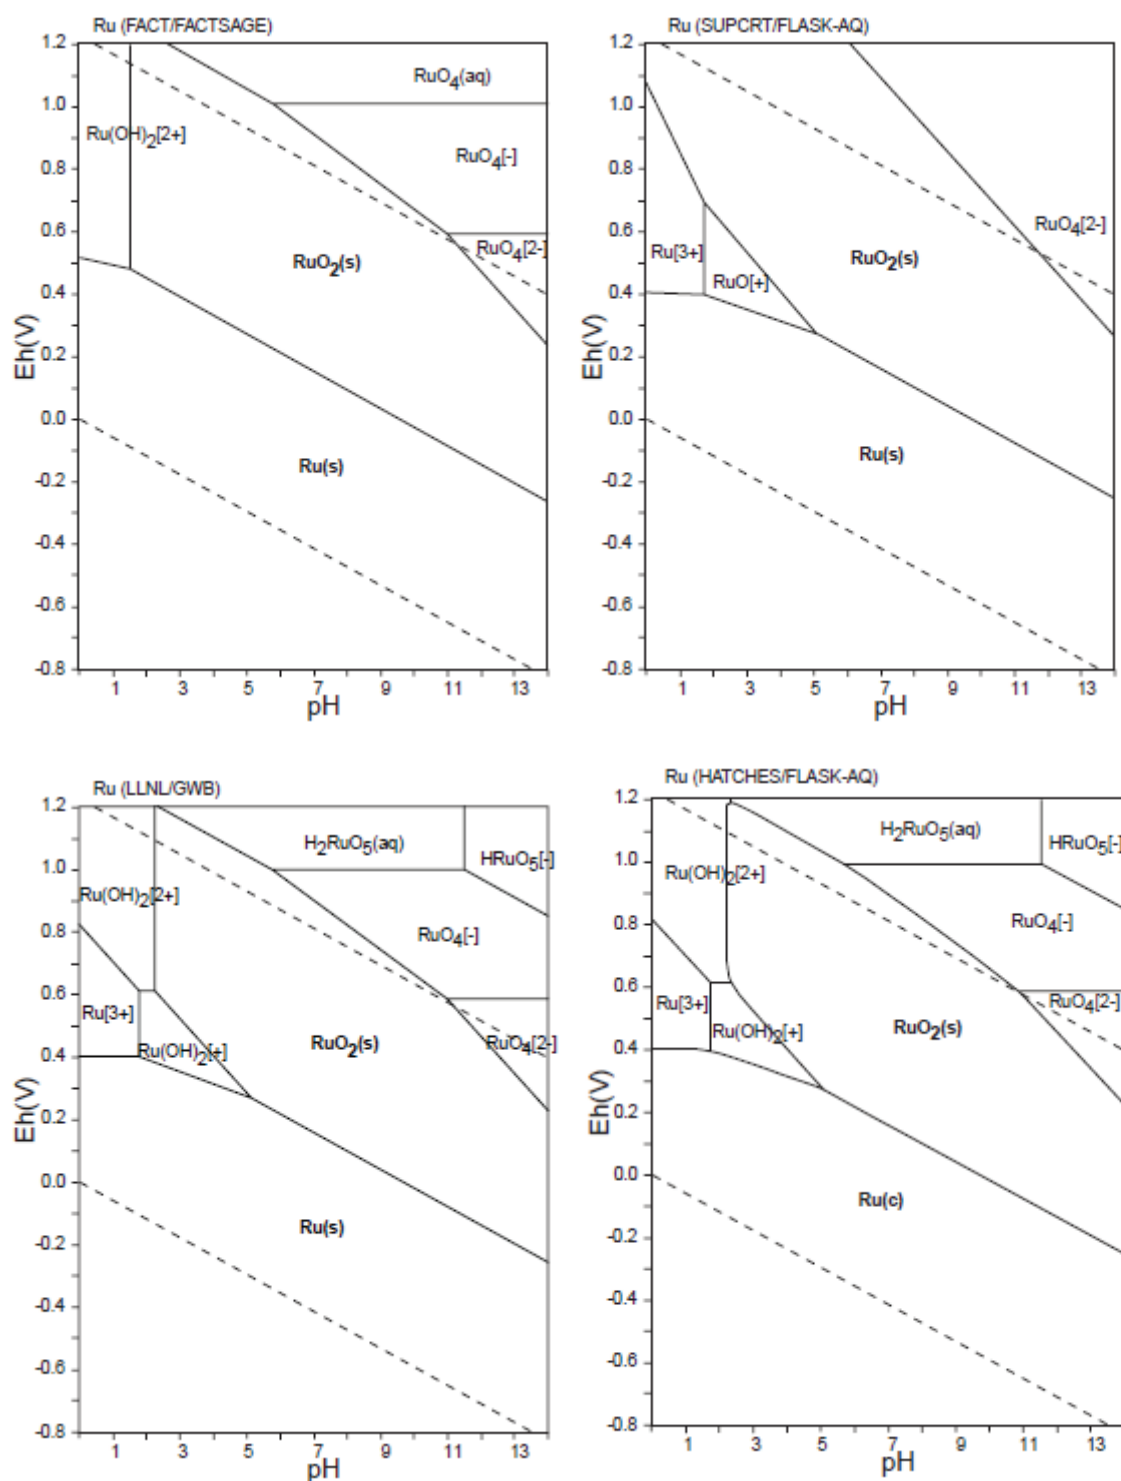 Ru (FACT/FACTSAGE)
1.2
1.0
0.8
0.6
0.4
0.2
0.0
-0.2
-0.4
-0.6
-0.8
Eh(V)
RuO4(aq)
Ru(OH)2[2+]
RuO4[-]
RuO4[2-]
RuO2(s)
Ru(s)
1 3 5 7 9 11 13
pH
Ru (SUPCRT/FLASK-AQ)
1.2
1.0
0.8
0.6
0.4
0.2
0.0
-0.2
-0.4
-0.6
-0.8
Eh(V)
RuO4[2-]
Ru[3+]
RuO[+]
RuO2(s)
Ru(s)
1 3 5 7 9 11 13
pH
Ru (LLNL/GWB)
1.2
1.0
0.8
0.6
0.4
0.2
0.0
-0.2
-0.4
-0.6
-0.8
Eh(V)
H2RuO5(aq)
HRuO5[-]
Ru(OH)2[2+]
RuO4[-]
Ru[3+]
Ru(OH)2[+]
RuO2(s)
RuO4[2-]
Ru(s)
1 3 5 7 9 11 13
pH
Ru (HATCHES/FLASK-AQ)
1.2
1.0
0.8
0.6
0.4
0.2
0.0
-0.2
-0.4
-0.6
-0.8
Eh(V)
H2RuO5(aq)
HRuO5[-]
Ru(OH)2[2+]
RuO4[-]
Ru[3+]
RuO4[2-]
Ru(OH)2[+]
RuO2(s)
Ru(c)
1 3 5 7 9 11 13
pH